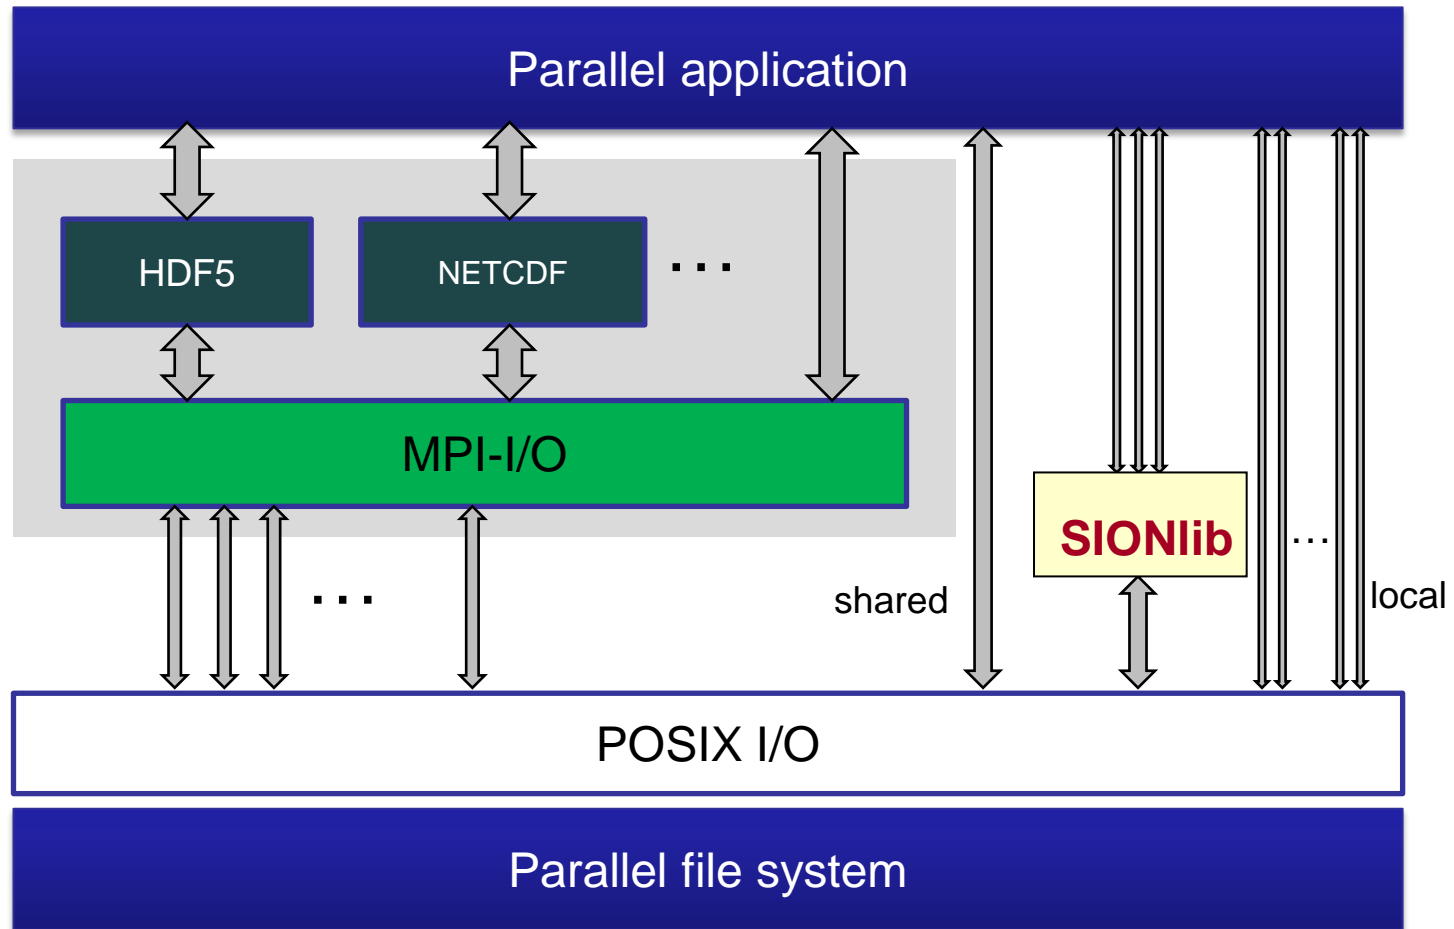 Parallel application
HDF5
NETCDF
...
MPI-I/O
SIONlib
...
...
shared
local
POSIX I/O
Parallel file system